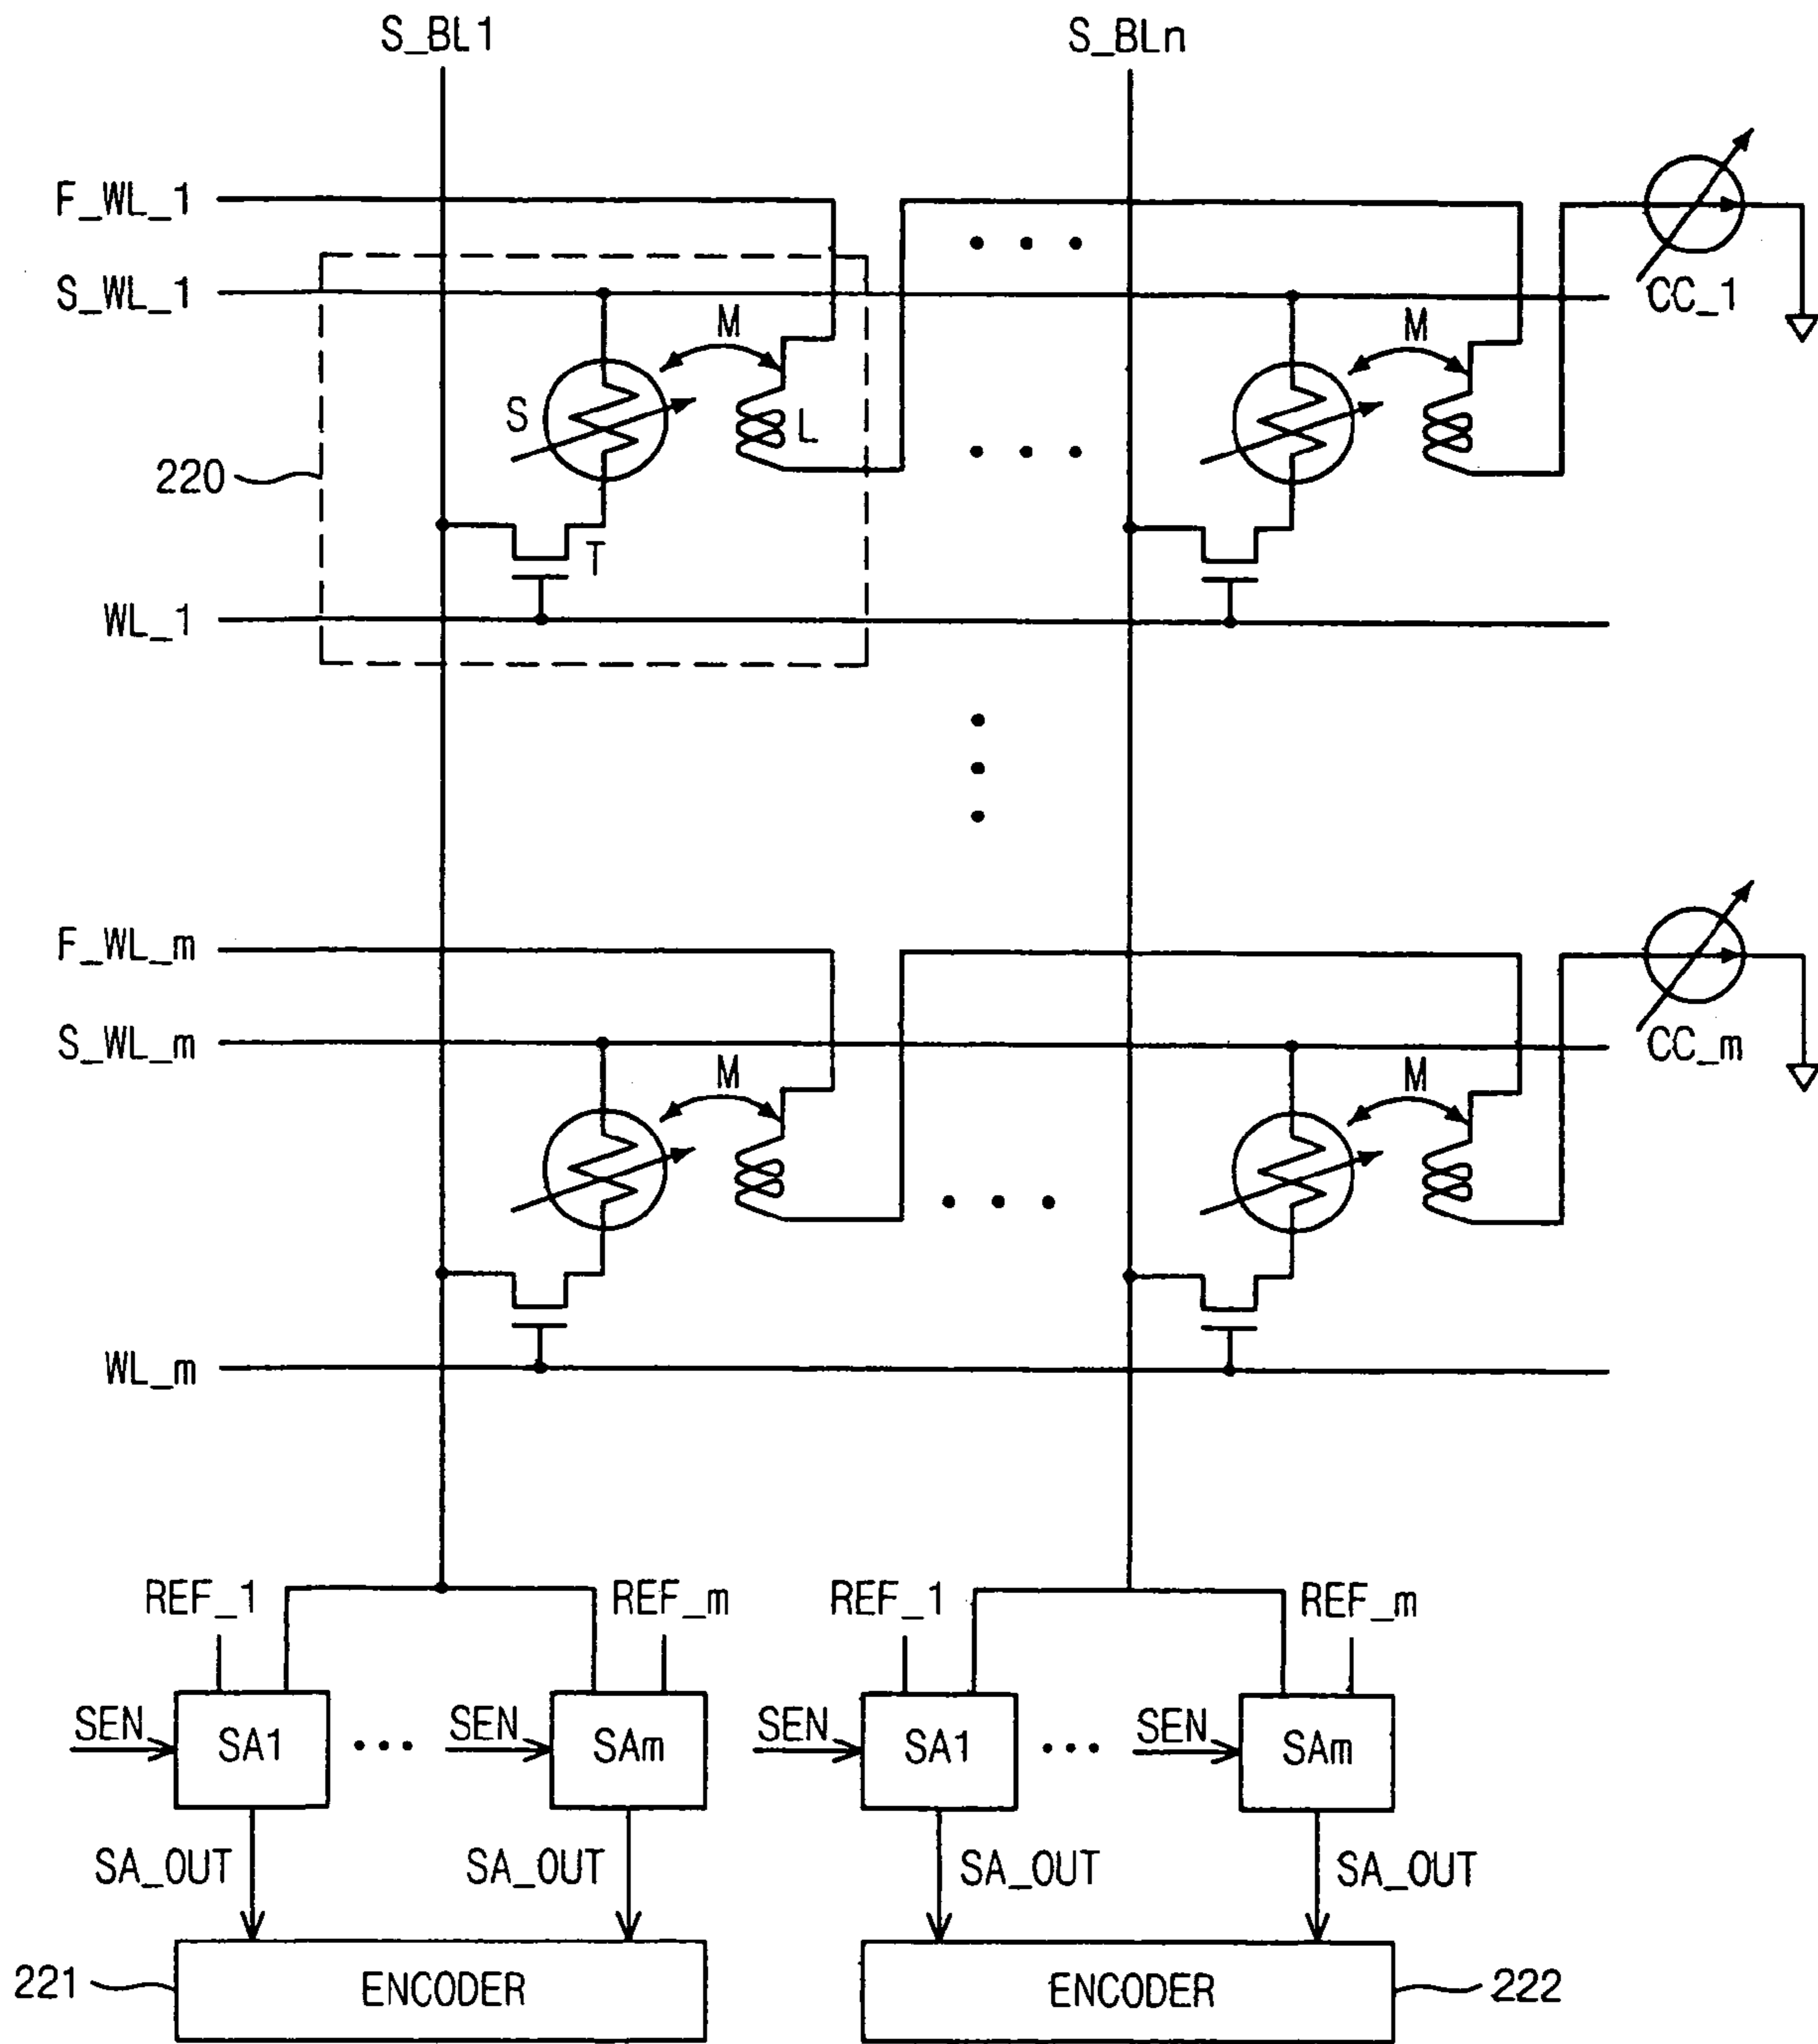 S_BL1 S_BLn
F_WL_1
S_WL_1 CC_1
M M
S L
220
T
WL_1
F_WL_m
S_WL_m CC_m
M M
WL_m
REF_1 REF_m REF_1 REF_m
SEN SA1 SEN SAm SEN SA1 SEN SAm
SA_OUT SA_OUT SA_OUT SA_OUT
221 ENCODER ENCODER 222